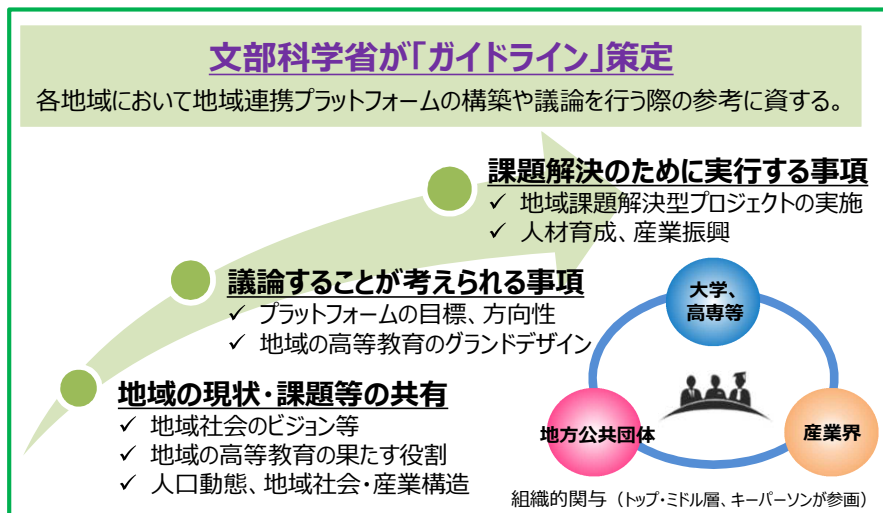 文部科学省が「ガイドライン」策定
各地域において地域連携プラットフォームの構築や議論を行う際の参考に資する。
課題解決のために実行する事項
✓ 地域課題解決型プロジェクトの実施
✓ 人材育成、産業振興
議論することが考えられる事項
✓ プラットフォームの目標、方向性
✓ 地域の高等教育のグランドデザイン
地域の現状・課題等の共有
✓ 地域社会のビジョン等
✓ 地域の高等教育の果たす役割
✓ 人口動態、地域社会・産業構造
大学、
高専等
地方公共団体
産業界
組織的関与（トップ・ミドル層、キーパーソンが参画）